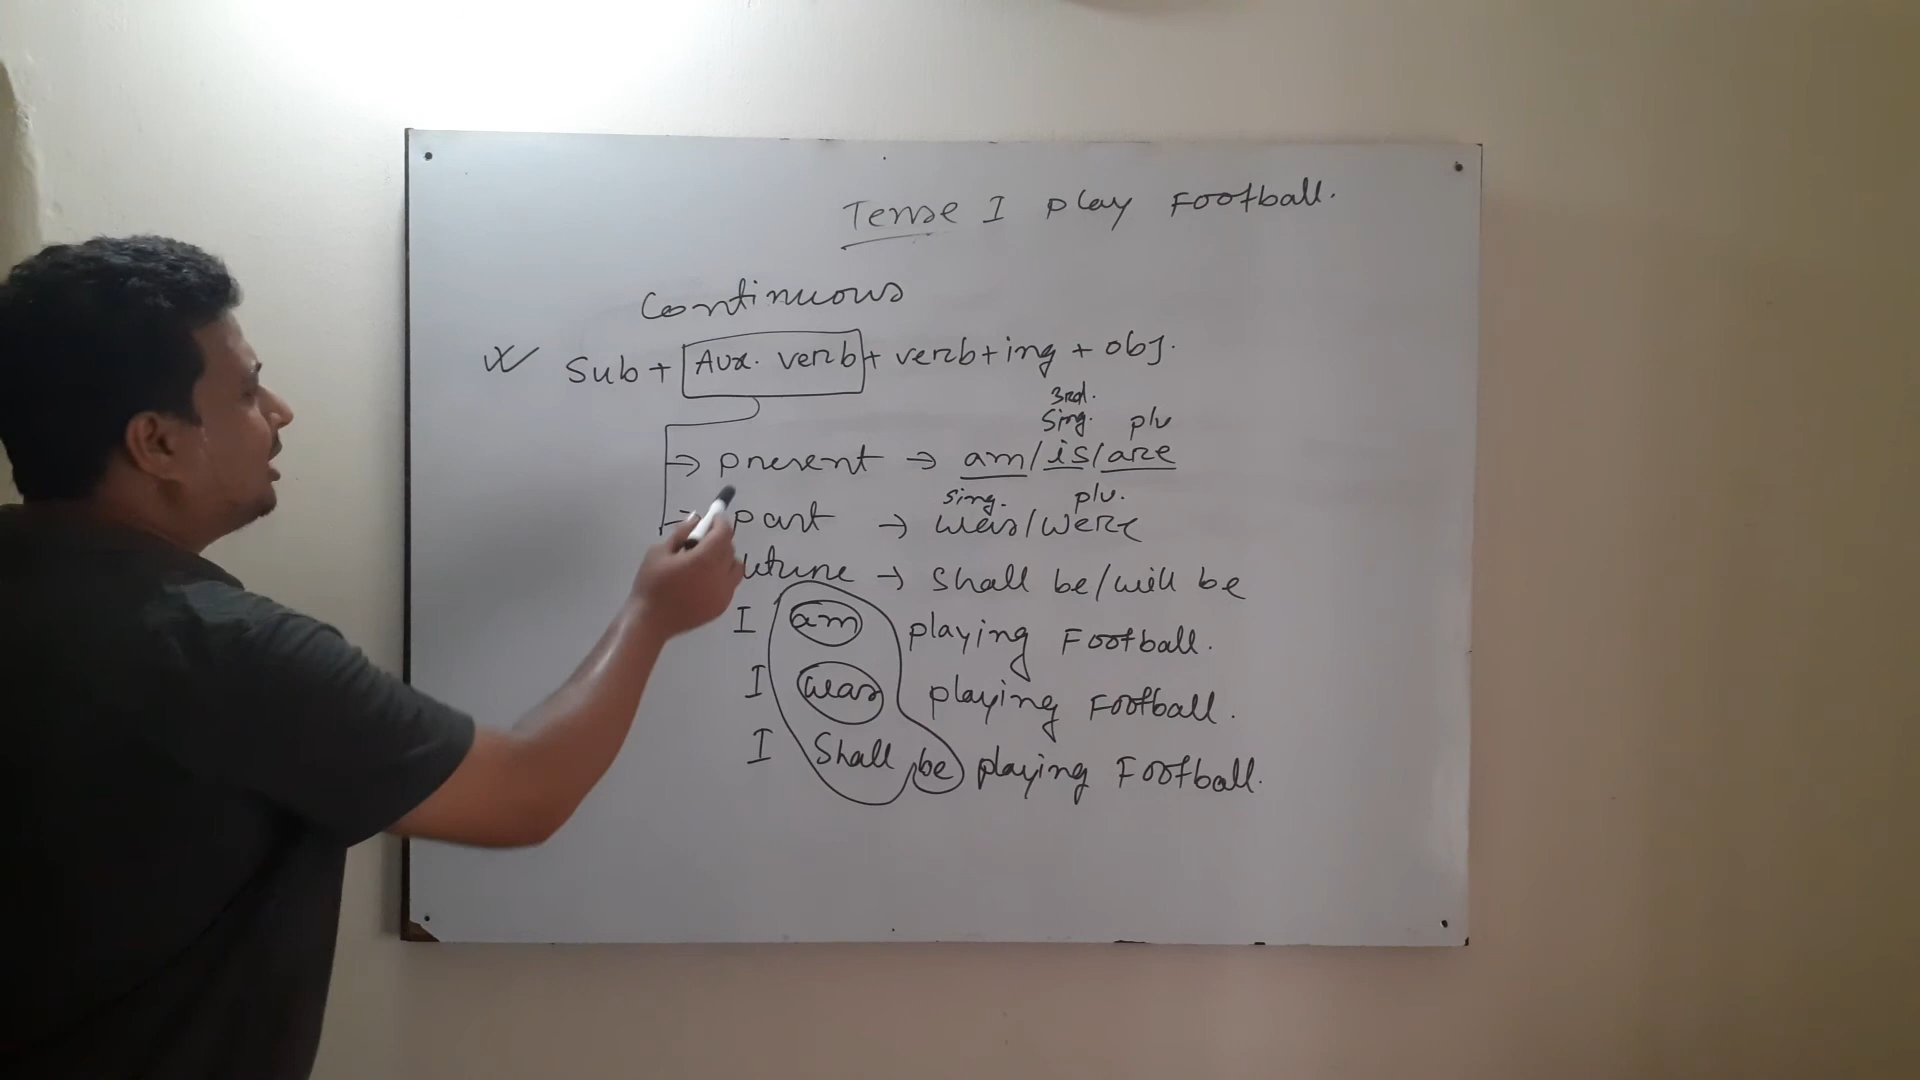 Tense I play Football.
Continuous
Sub + Aux. verb + verb + ing + obj.
3rd.
Sing. plu
→ present → am/is/are
Sing. plu.
→ past → was/were
uture → Shall be/will be
I am playing Football.
I was playing Football.
I Shall be playing Football.